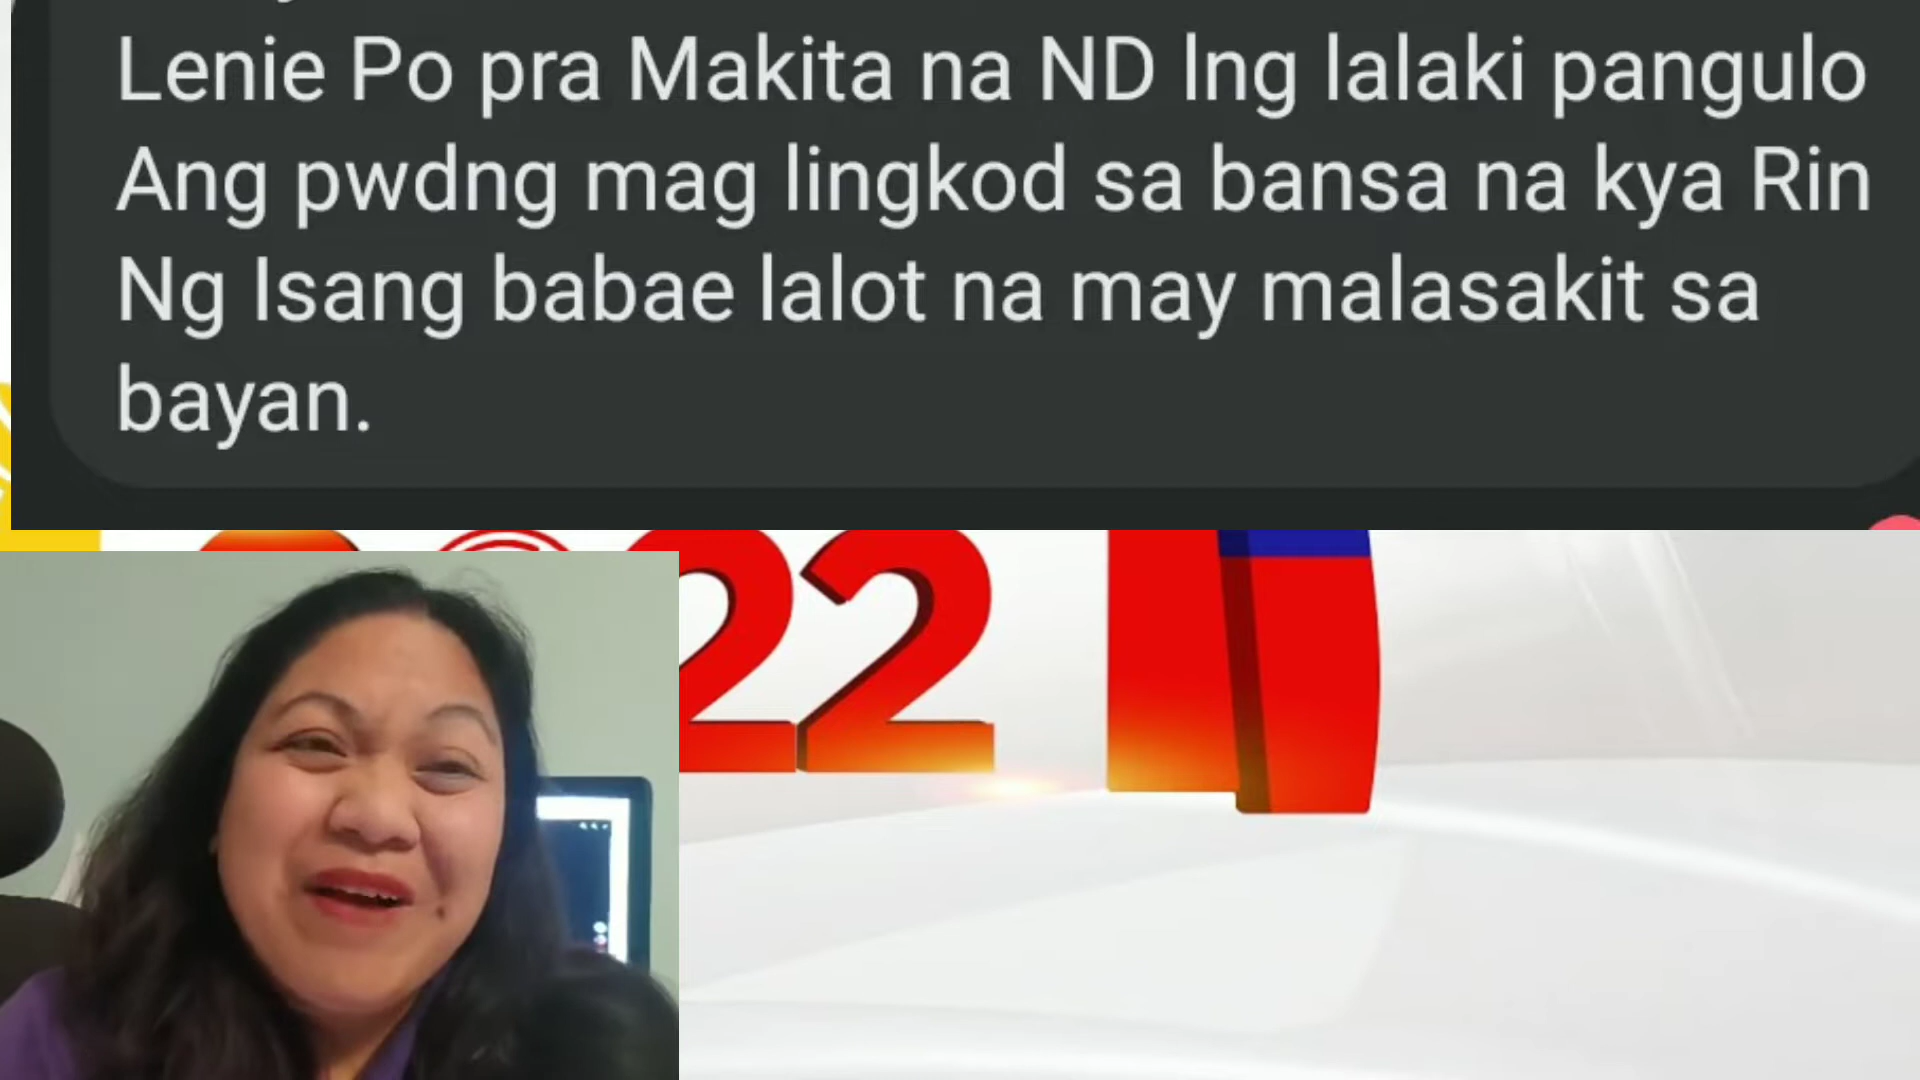 Lenie Po pra Makita na ND lng lalaki pangulo
Ang pwdng mag lingkod sa bansa na kya Rin
Ng Isang babae lalot na may malasakit sa
bayan.
22